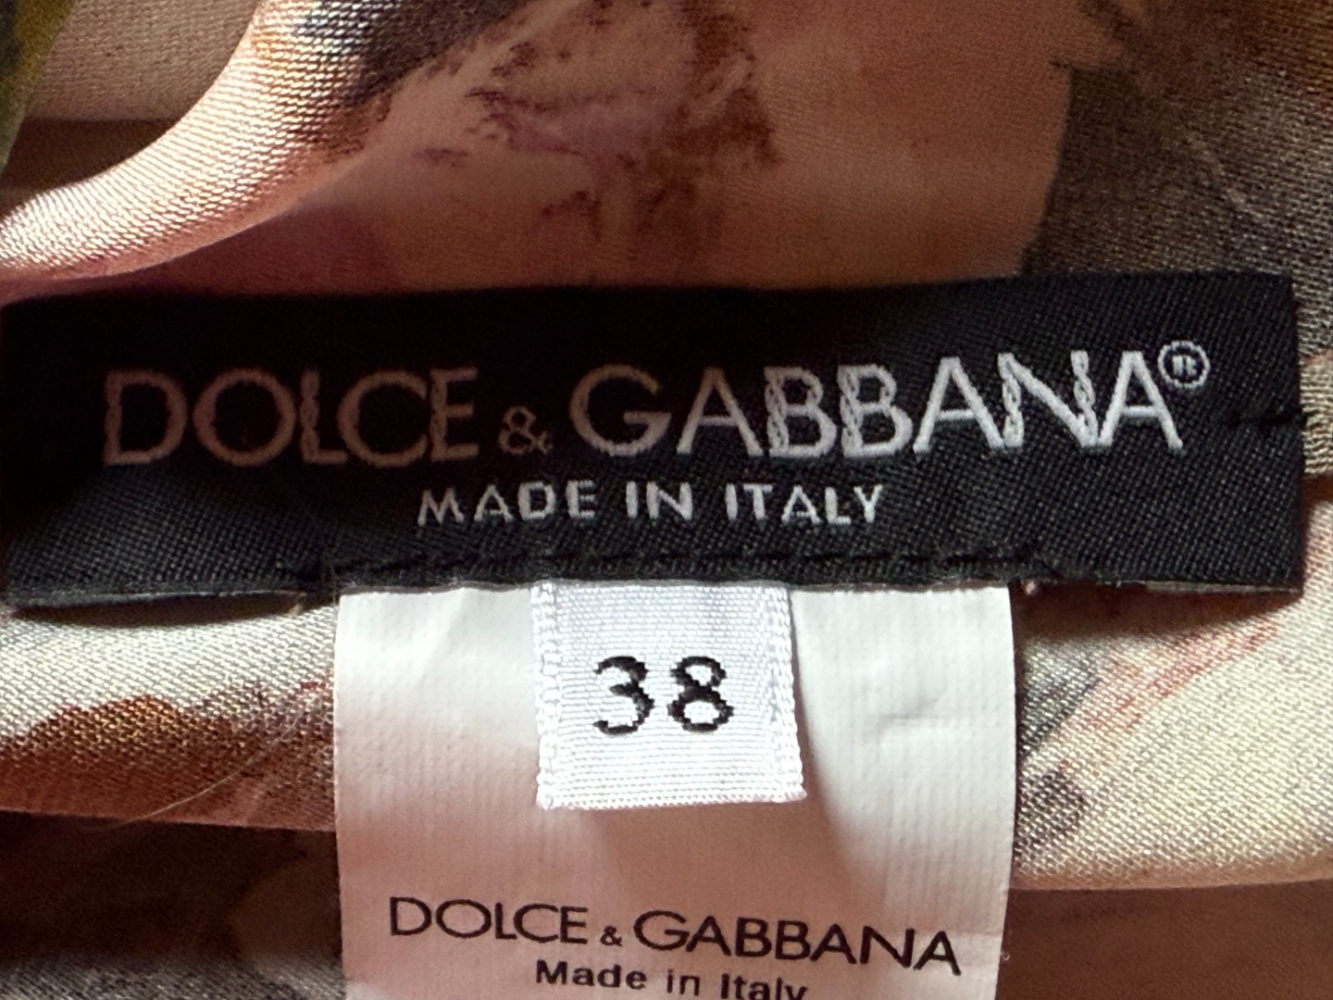 DOLCE & GABBANA®
MADE IN ITALY
38
DOLCE & GABBANA
Made in Italy